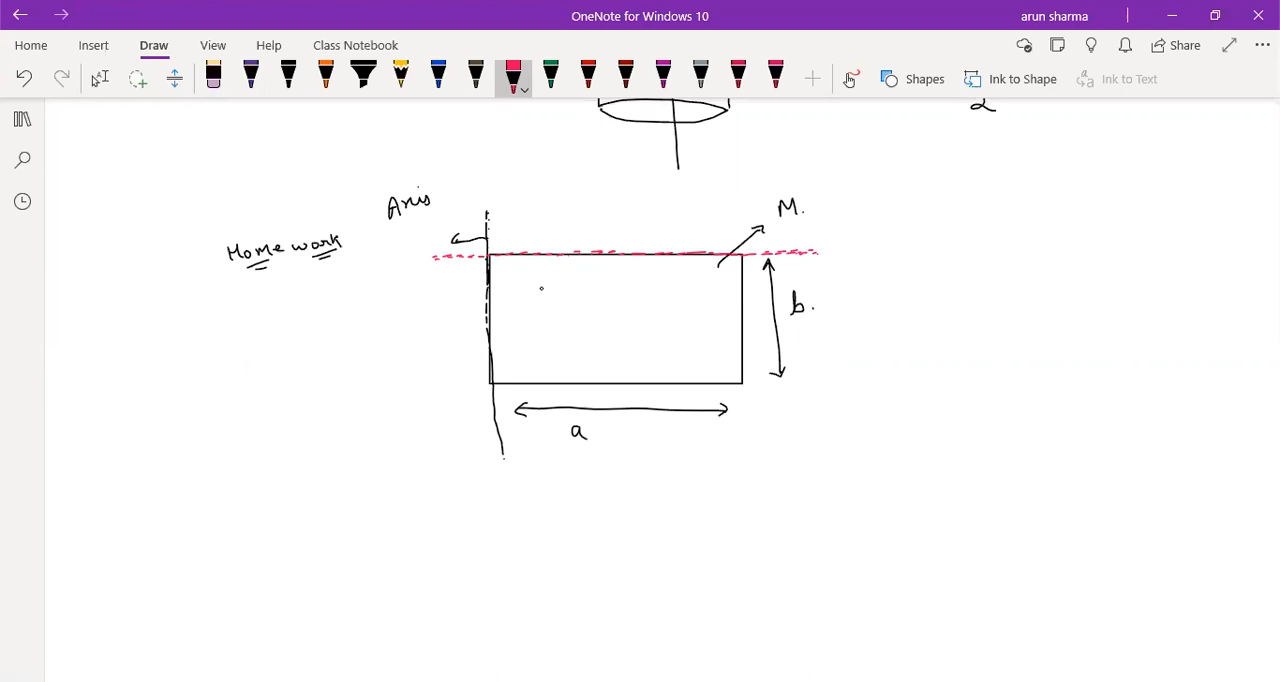 OneNote for Windows 10
arun sharma
Home Insert Draw View Help Class Notebook
Share
Shapes Ink to Shape Ink to Text
2
Axis
M.
Home work
b.
a